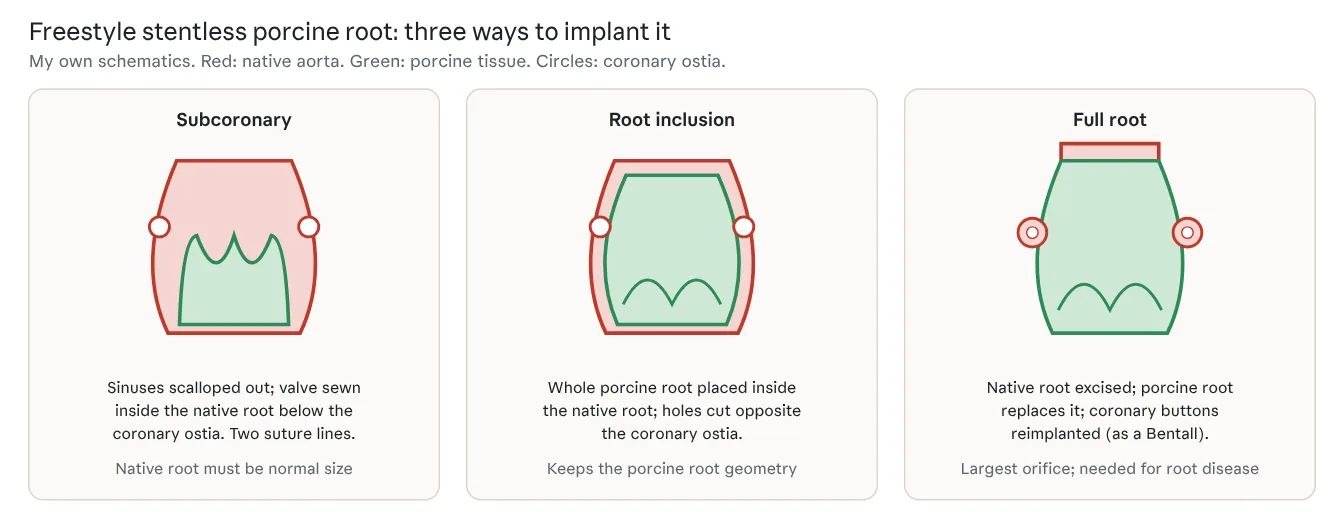 Freestyle stentless porcine root: three ways to implant it
My own schematics. Red: native aorta. Green: porcine tissue. Circles: coronary ostia.
Subcoronary
Sinuses scalloped out; valve sewn
inside the native root below the
coronary ostia. Two suture lines.
Native root must be normal size
Root inclusion
Whole porcine root placed inside
the native root; holes cut opposite
the coronary ostia.
Keeps the porcine root geometry
Full root
Native root excised; porcine root
replaces it; coronary buttons
reimplanted (as a Bentall).
Largest orifice; needed for root disease